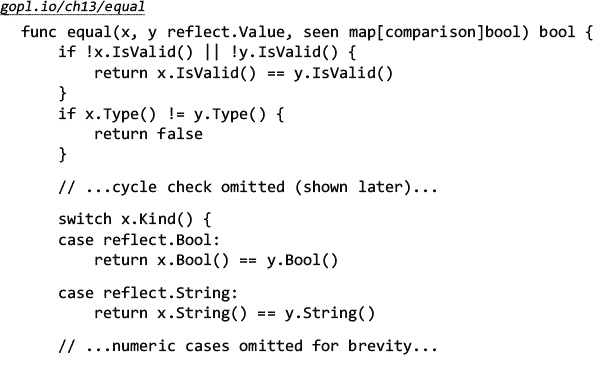 gopl.io/ch13/equal
func equal(x, y reflect.Value, seen map[comparison]bool) bool {
if !x.IsValid() || !y.IsValid() {
return x.IsValid() == y.IsValid()
}
if x.Type() != y.Type() {
return false
}
// ...cycle check omitted (shown later)...
switch x.Kind() {
case reflect.Bool:
return x.Bool() == y.Bool()
case reflect.String:
return x.String() == y.String()
// ...numeric cases omitted for brevity...